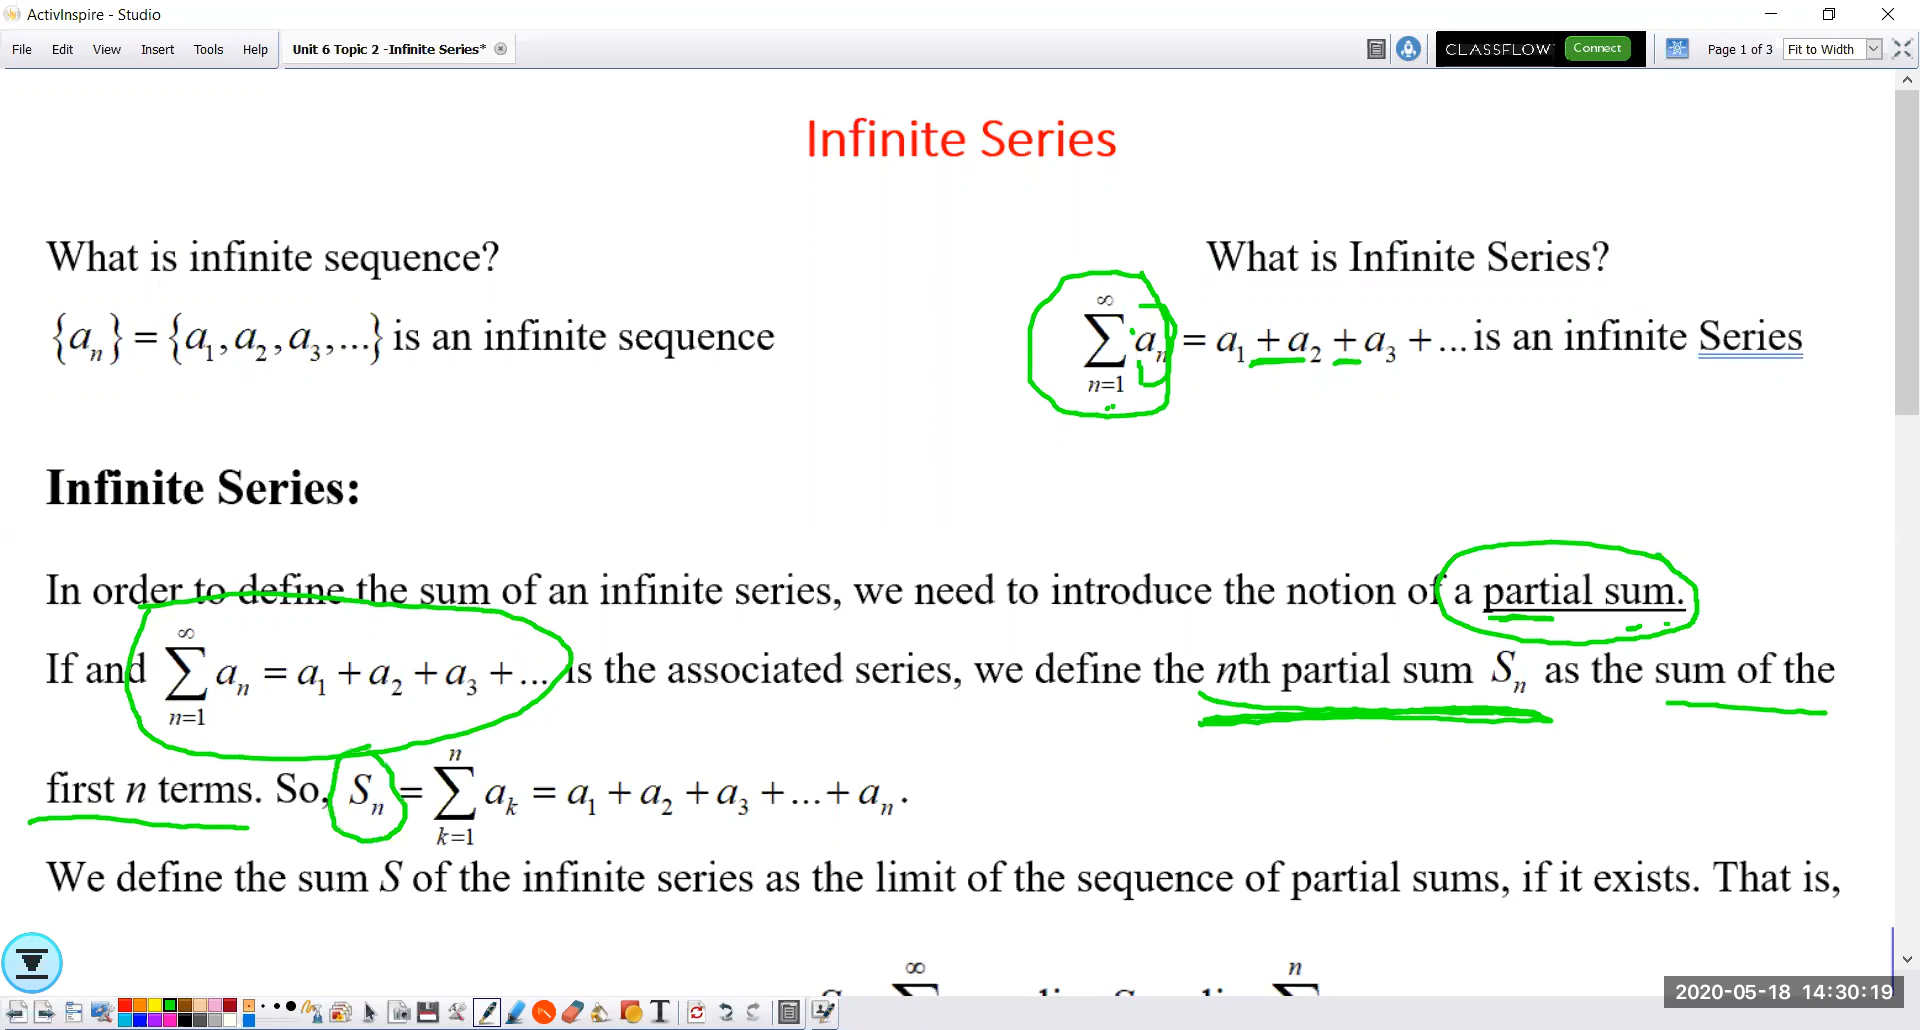 ActivInspire - Studio
File Edit View Insert Tools Help Unit 6 Topic 2 -Infinite Series* CLASSFLOW Connect Page 1 of 3 Fit to Width
Infinite Series
What is infinite sequence? What is Infinite Series?
{aₙ} = {a₁, a₂, a₃, ...} is an infinite sequence
∞
∑ aₙ = a₁ + a₂ + a₃ + ... is an infinite Series
n=1
Infinite Series:
In order to define the sum of an infinite series, we need to introduce the notion of a partial sum.
∞
If and ∑ aₙ = a₁ + a₂ + a₃ + ... is the associated series, we define the nth partial sum Sₙ as the sum of the
n=1
n
first n terms. So, Sₙ = ∑ aₖ = a₁ + a₂ + a₃ + ... + aₙ.
k=1
We define the sum S of the infinite series as the limit of the sequence of partial sums, if it exists. That is,
∞ n
2020-05-18 14:30:19